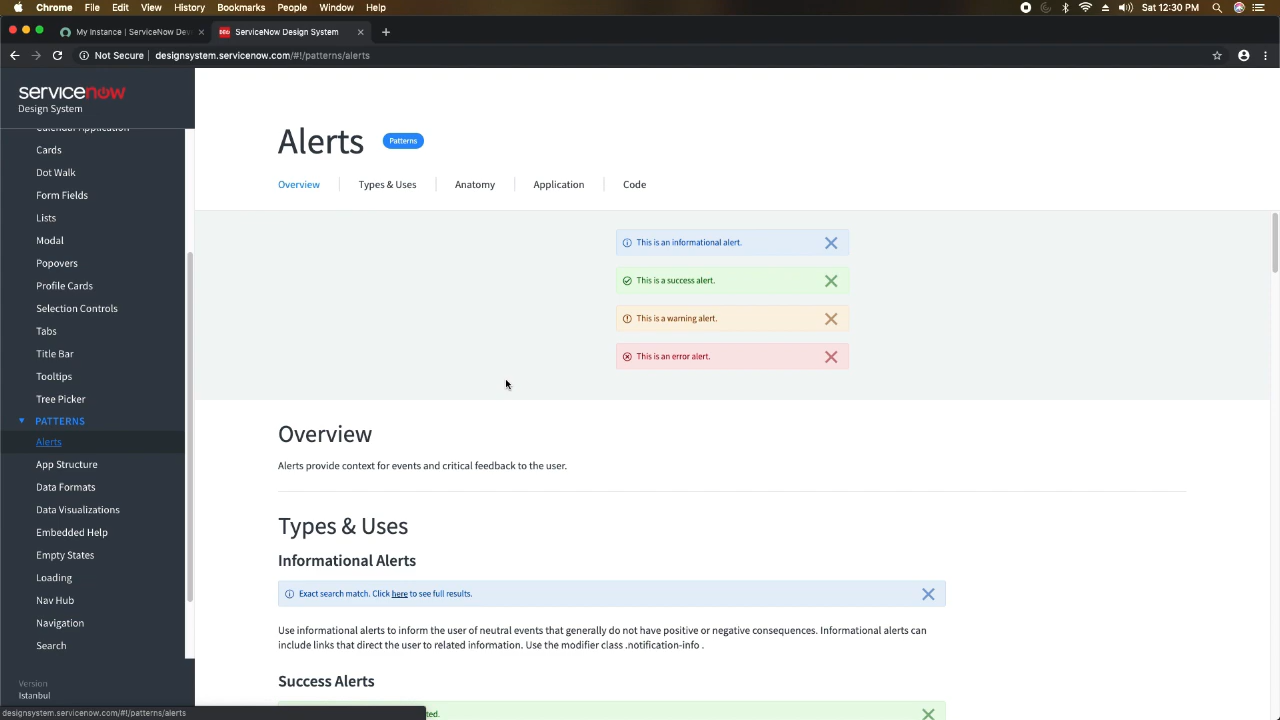 Chrome File Edit View History Bookmarks People Tab Window Help
Sat 12:30 PM
My Instance | ServiceNow Dev
ServiceNow Design System
Not Secure | designsystem.servicenow.com/#!/patterns/alerts
servicenow
Design System
Calendar Application
Cards
Dot Walk
Form Fields
Lists
Modal
Popovers
Profile Cards
Selection Controls
Tabs
Title Bar
Tooltips
Tree Picker
PATTERNS
Alerts
App Structure
Data Formats
Data Visualizations
Embedded Help
Empty States
Loading
Nav Hub
Navigation
Search
Version
Istanbul
designsystem.servicenow.com/#!/patterns/alerts
Alerts Patterns
Overview Types & Uses Anatomy Application Code
This is an informational alert.
This is a success alert.
This is a warning alert.
This is an error alert.
Overview
Alerts provide context for events and critical feedback to the user.
Types & Uses
Informational Alerts
Exact search match. Click here to see full results.
Use informational alerts to inform the user of neutral events that generally do not have positive or negative consequences. Informational alerts can
include links that direct the user to related information. Use the modifier class .notification-info .
Success Alerts
ted.